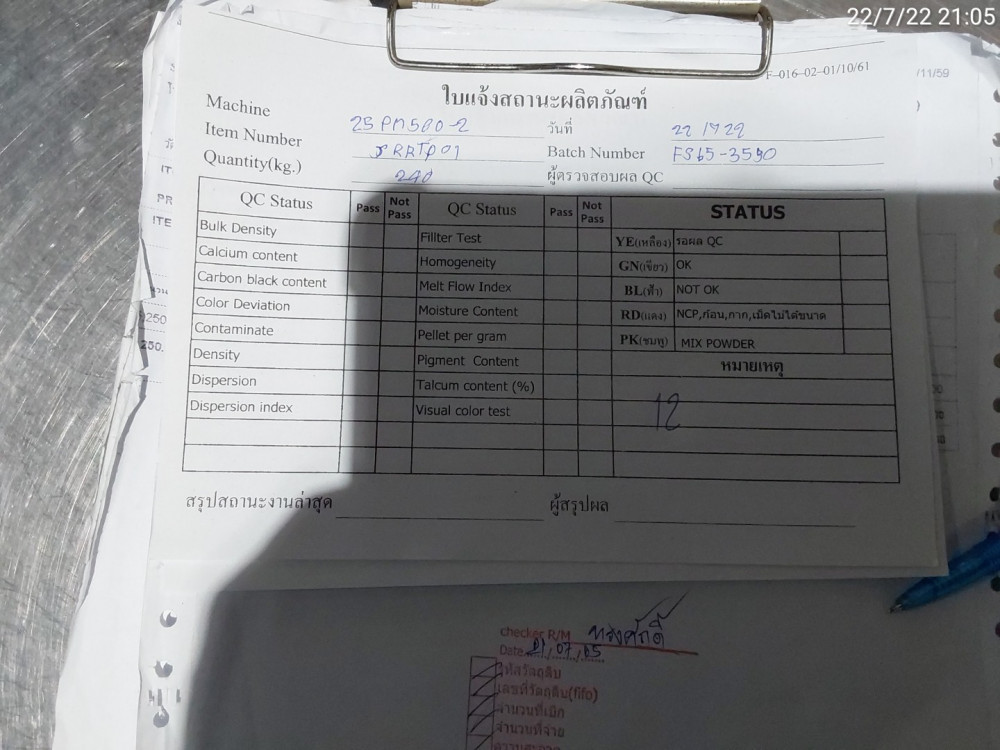 22/7/22 21:05
F-016-02-01/10/61
/11/59
ใบแจ้งสถานะผลิตภัณฑ์
Machine 25PM500-2 วันที่ 22/7/22
Item Number Batch Number FS65-3590
Quantity(kg.) 240 ผู้ตรวจสอบผล QC
QC Status Pass Not Pass QC Status Pass Not Pass STATUS
Bulk Density Fillter Test YE(เหลือง) รอผล QC
Calcium content Homogeneity GN(เขียว) OK
Carbon black content Melt Flow Index BL(ฟ้า) NOT OK
Color Deviation Moisture Content RD(แดง) NCP,ก้อน,กาก,เม็ดไม่ได้ขนาด
Contaminate Pellet per gram PK(ชมพู) MIX POWDER
Density Pigment Content หมายเหตุ
Dispersion Talcum content (%)
Dispersion index Visual color test 12
สรุปสถานะงานล่าสุด ผู้สรุปผล
checker R/M ทรงศักดิ์
Date 21/07/65
รหัสวัตถุดิบ
เลขที่วัตถุดิบ(fifo)
จำนวนที่เบิก
จำนวนที่จ่าย